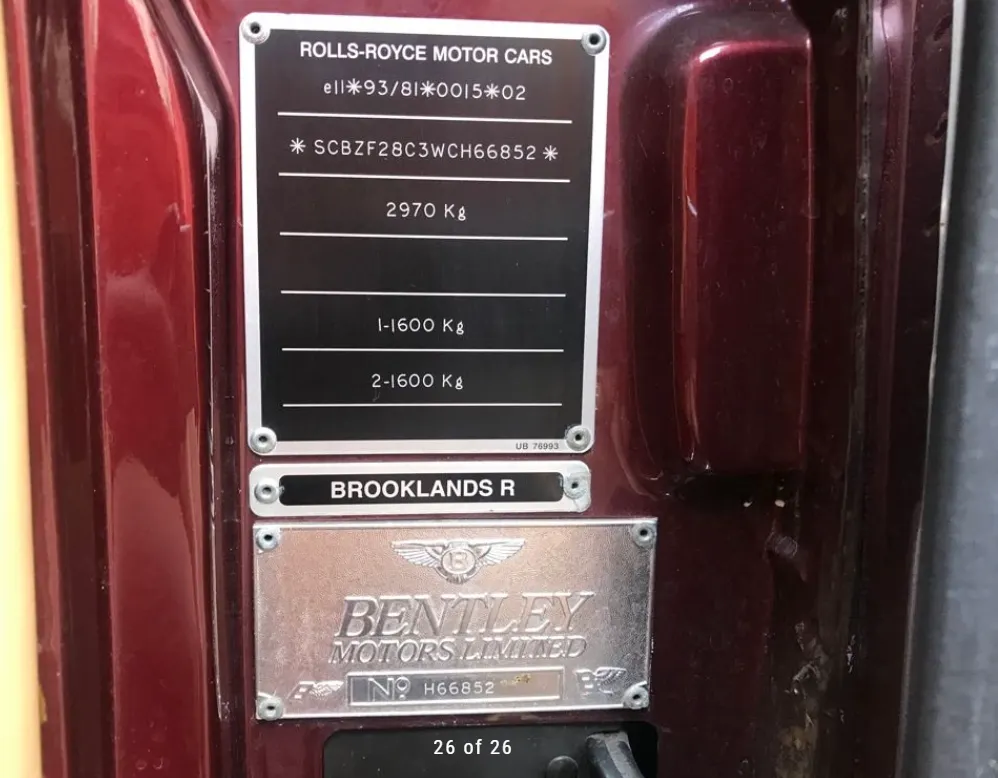 ROLLS-ROYCE MOTOR CARS
e11*93/81*0015*02
* SCBZF28C3WCH66852 *
2970 Kg
1-1600 Kg
2-1600 Kg
UB 76993
BROOKLANDS R
B
BENTLEY
MOTORS LIMITED
B
No H66852
B
26 of 26